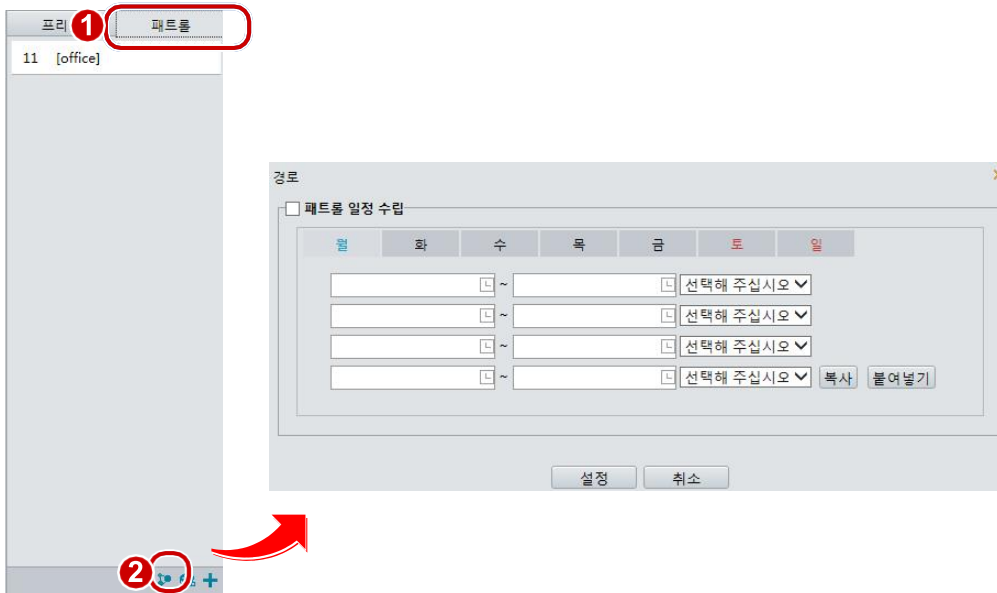 프리
1
패트롤
11 [office]
경로
패트롤 일정 수립
월 화 수 목 금 토 일
~ 선택해 주십시오
~ 선택해 주십시오
~ 선택해 주십시오
~ 선택해 주십시오 복사 붙여넣기
설정 취소
2